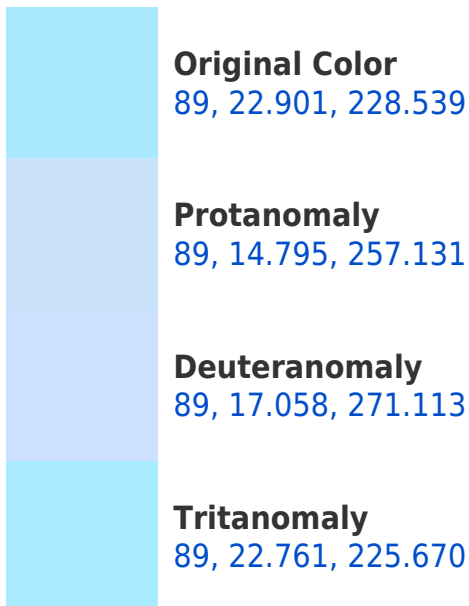 Original Color
89, 22.901, 228.539
Protanomaly
89, 14.795, 257.131
Deuteranomaly
89, 17.058, 271.113
Tritanomaly
89, 22.761, 225.670